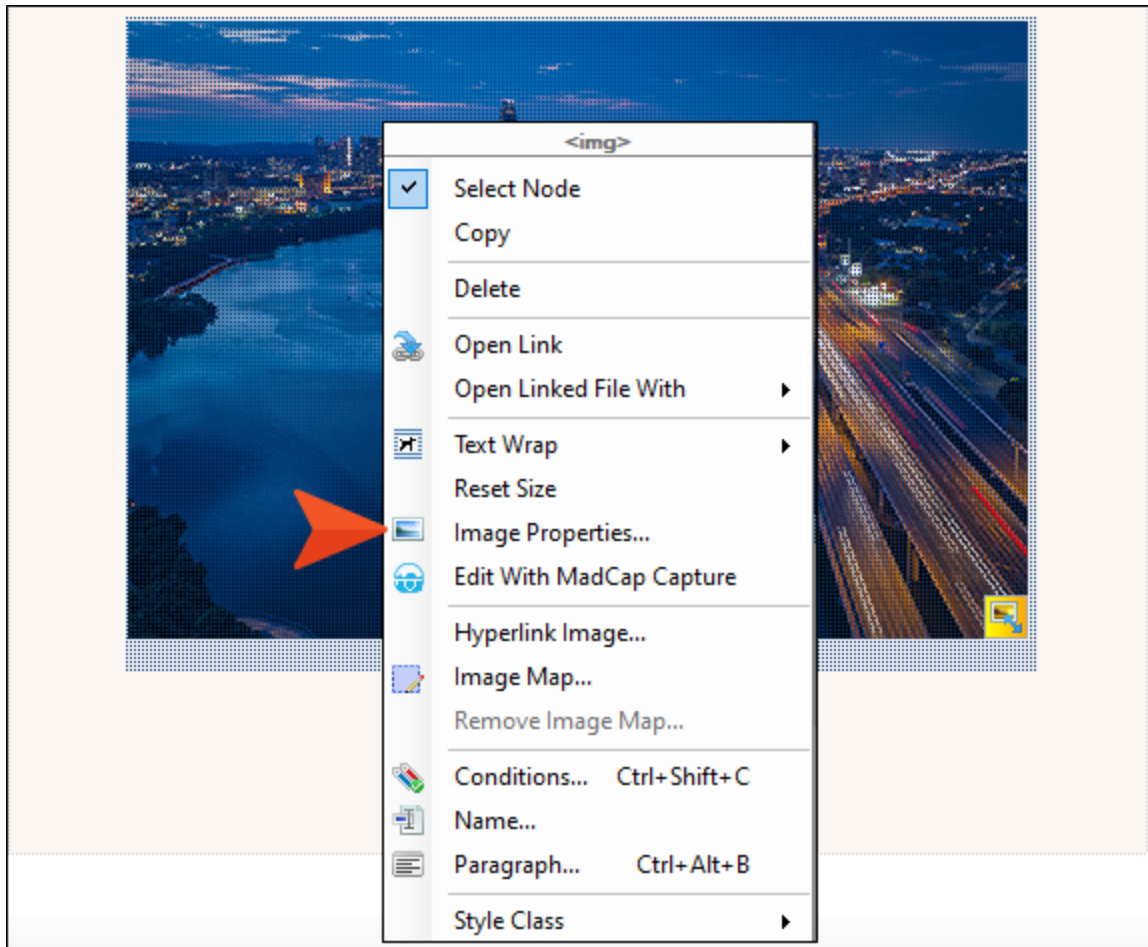 <img>
Select Node
Copy
Delete
Open Link
Open Linked File With
Text Wrap
Reset Size
Image Properties...
Edit With MadCap Capture
Hyperlink Image...
Image Map...
Remove Image Map...
Conditions... Ctrl+Shift+C
Name...
Paragraph... Ctrl+Alt+B
Style Class